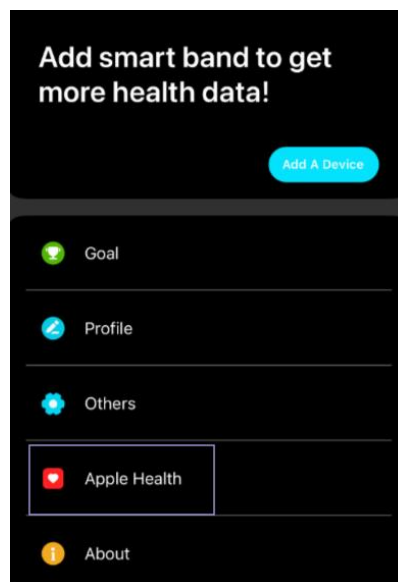 Add smart band to get
more health data!
Add A Device
Goal
Profile
Others
Apple Health
About